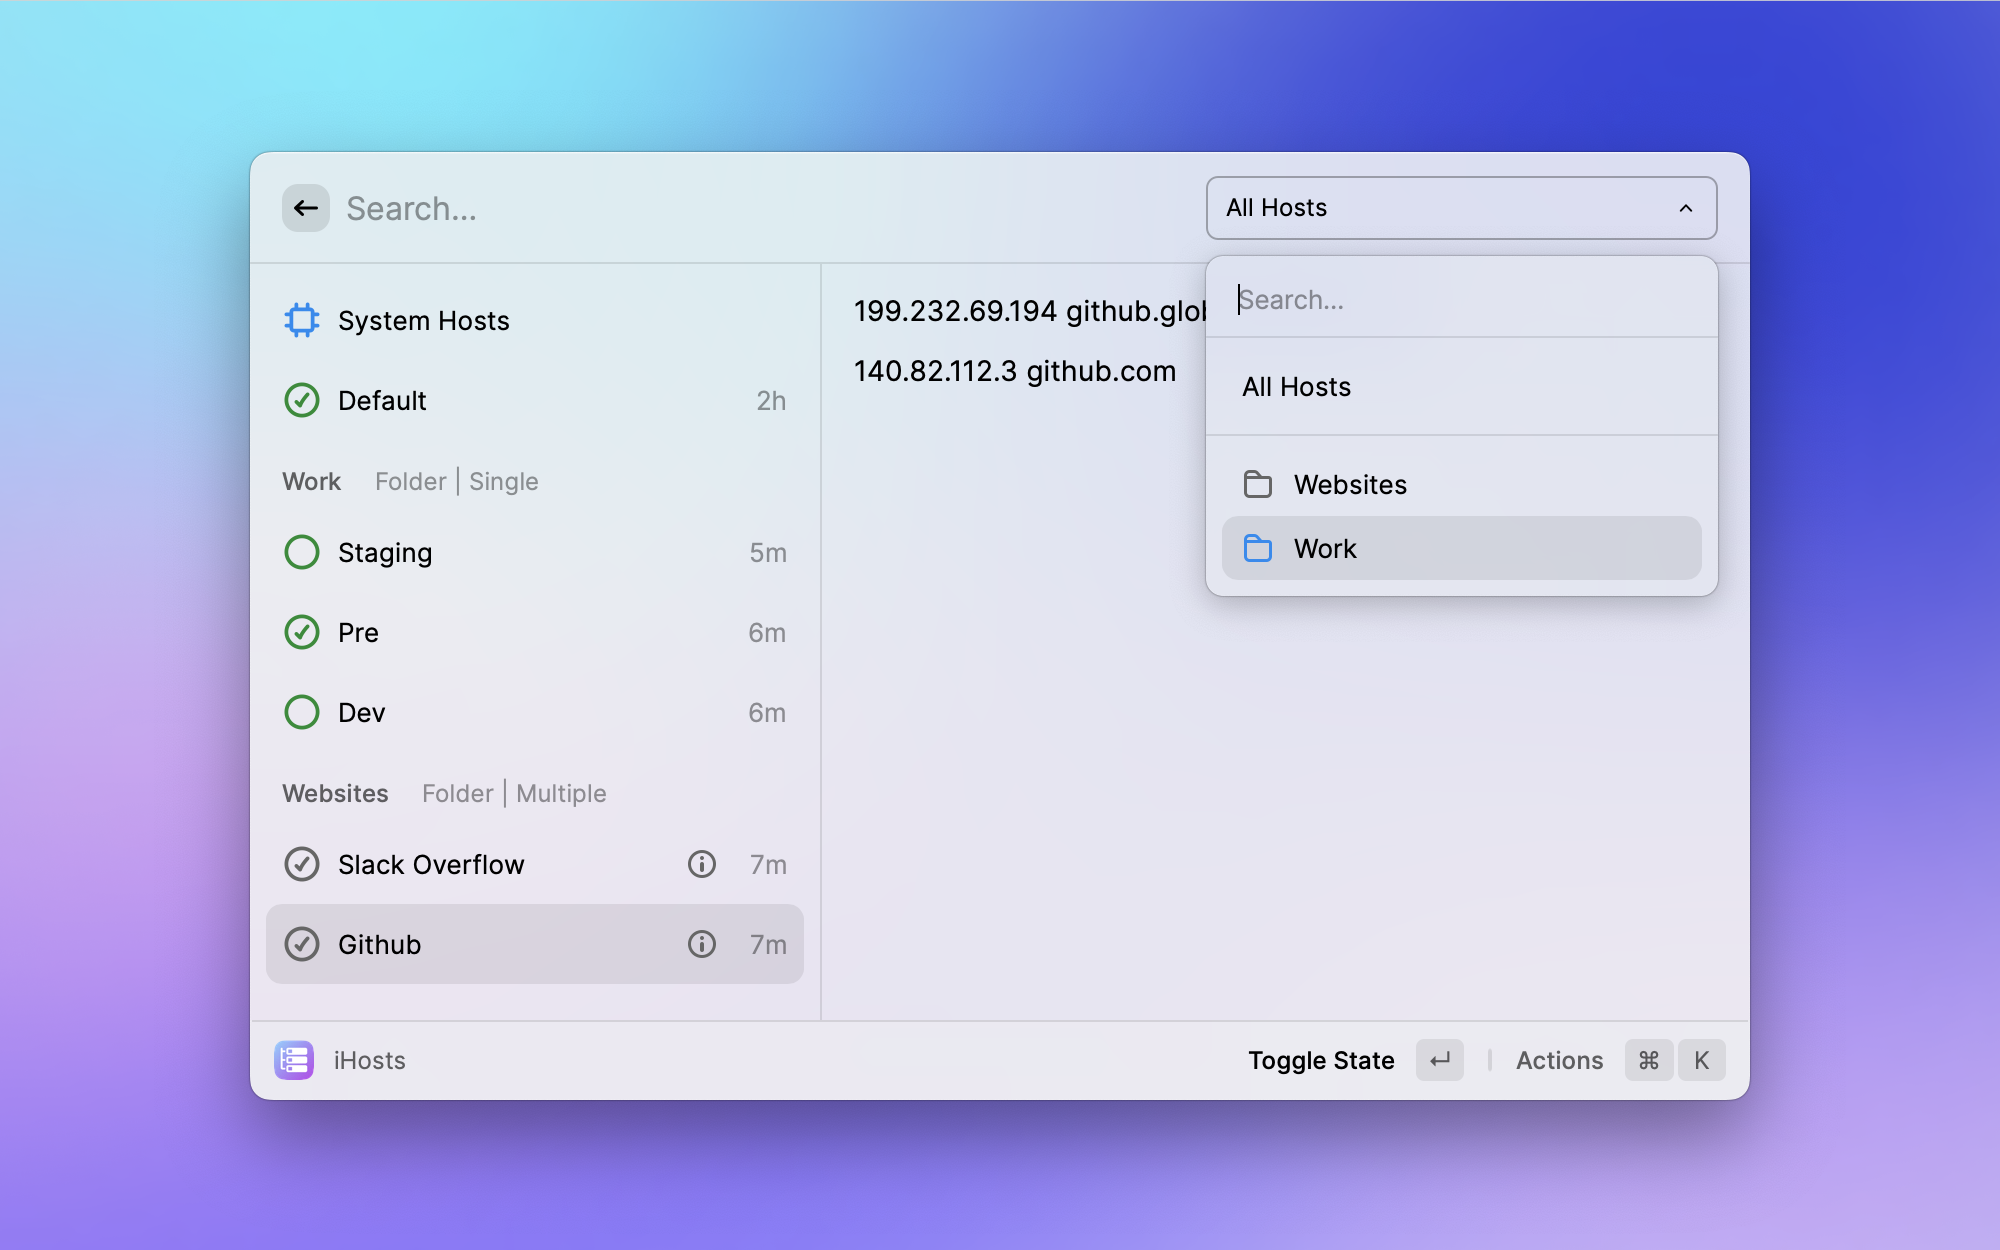 Search...
All Hosts
System Hosts
Default 2h
Work Folder | Single
Staging 5m
Pre 6m
Dev 6m
Websites Folder | Multiple
Slack Overflow 7m
Github 7m
199.232.69.194
140.82.112.3 github.com
Search...
All Hosts
Websites
Work
iHosts
Toggle State ↵ | Actions ⌘ K